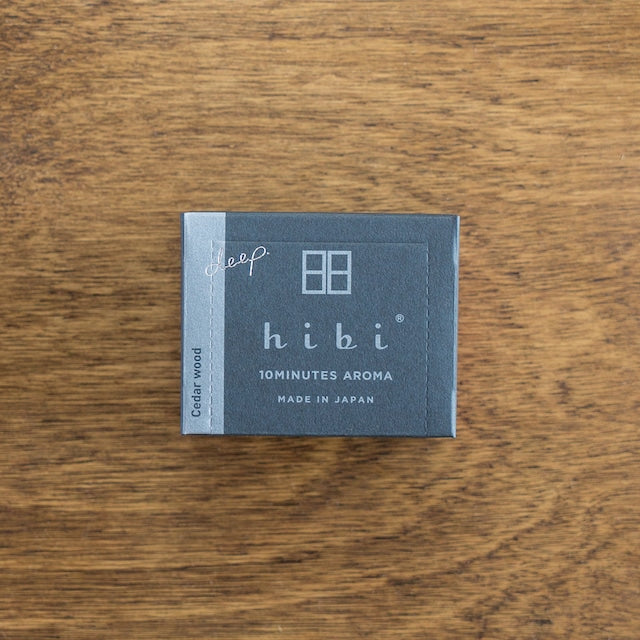 deep.
hibi®
10MINUTES AROMA
MADE IN JAPAN
Cedar wood